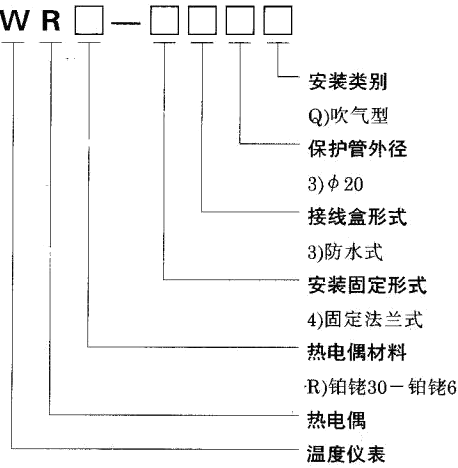 WR□—□□□□
安装类别
Q)吹气型
保护管外径
3)φ20
接线盒形式
3)防水式
安装固定形式
4)固定法兰式
热电偶材料
R)铂铑30－铂铑6
热电偶
温度仪表